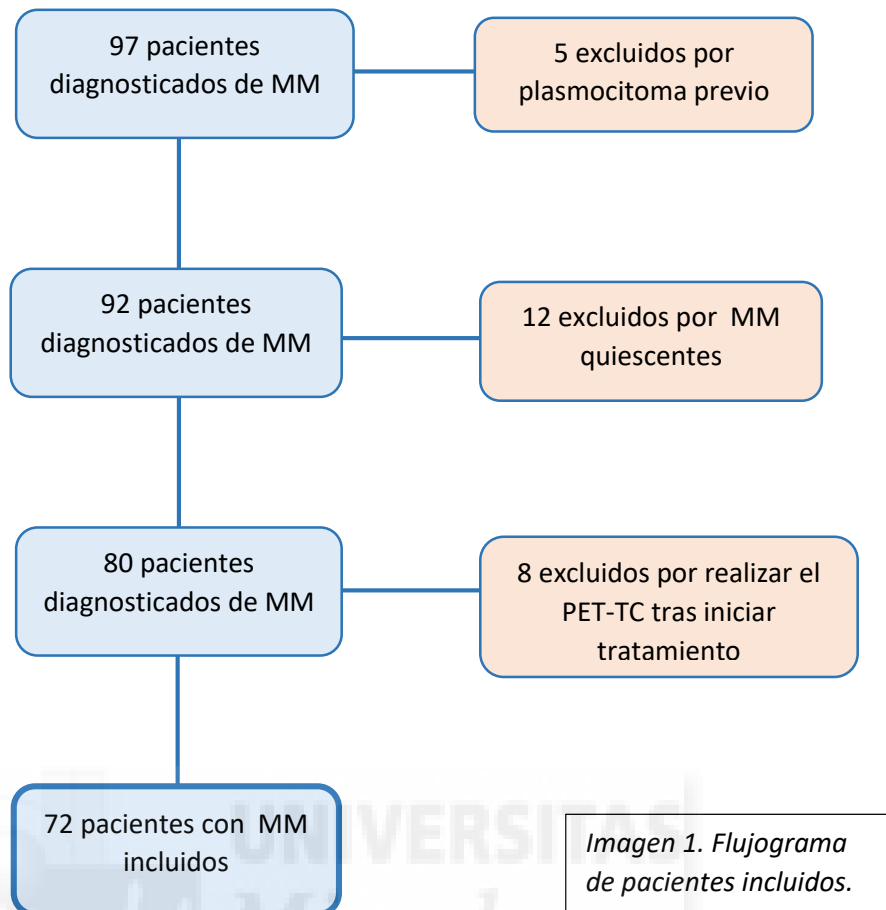 97 pacientes
diagnosticados de MM
5 excluidos por
plasmocitoma previo
92 pacientes
diagnosticados de MM
12 excluidos por MM
quiescentes
80 pacientes
diagnosticados de MM
8 excluidos por realizar el
PET-TC tras iniciar
tratamiento
72 pacientes con MM
incluidos
UNIVERSITAS
Imagen 1. Flujograma
de pacientes incluidos.